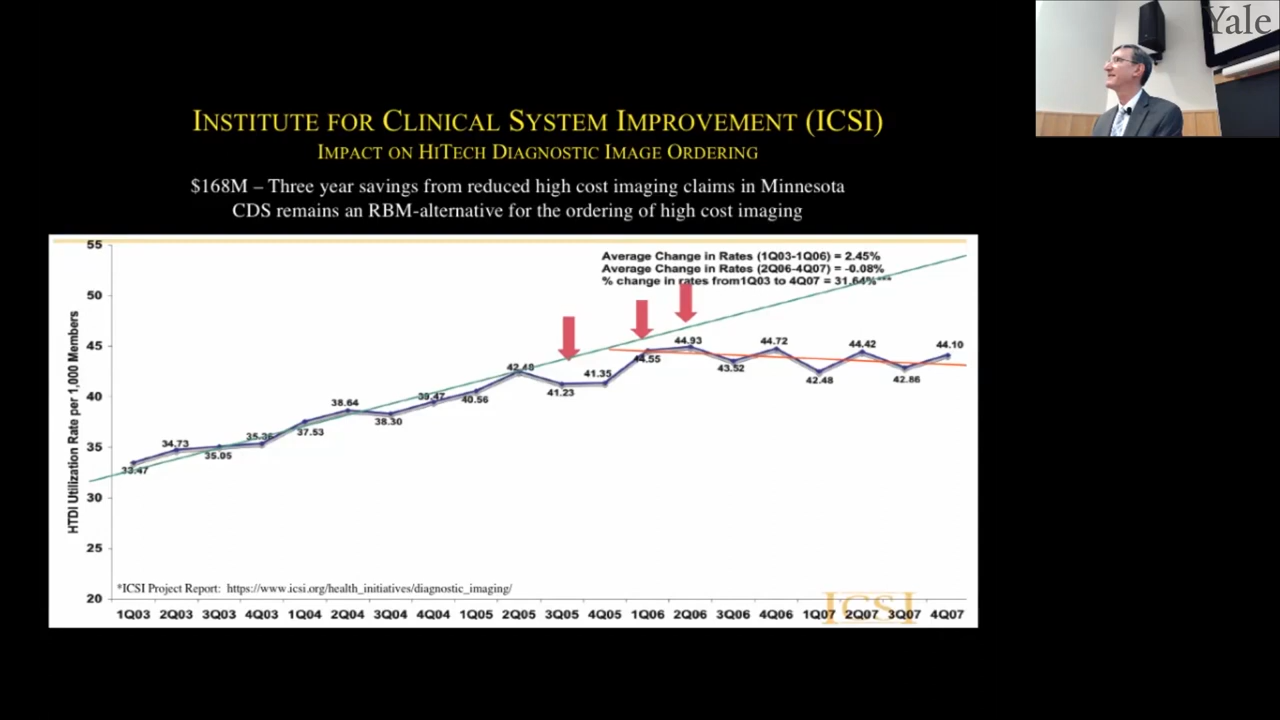 Yale
INSTITUTE FOR CLINICAL SYSTEM IMPROVEMENT (ICSI)
IMPACT ON HITECH DIAGNOSTIC IMAGE ORDERING
$168M – Three year savings from reduced high cost imaging claims in Minnesota
CDS remains an RBM-alternative for the ordering of high cost imaging
Average Change in Rates (1Q03-1Q06) = 2.45%
Average Change in Rates (2Q06-4Q07) = -0.08%
% change in rates from1Q03 to 4Q07 = 31.64%***
HTDI Utilization Rate per 1,000 Members
55
50
45
40
35
30
25
20
33.47
34.73
35.05
35.36
37.53
38.64
38.30
39.47
40.56
42.40
41.23
41.35
44.55
44.93
43.52
44.72
42.48
44.42
42.86
44.10
*ICSI Project Report: https://www.icsi.org/health_initiatives/diagnostic_imaging/
ICSI
1Q03 2Q03 3Q03 4Q03 1Q04 2Q04 3Q04 4Q04 1Q05 2Q05 3Q05 4Q05 1Q06 2Q06 3Q06 4Q06 1Q07 2Q07 3Q07 4Q07